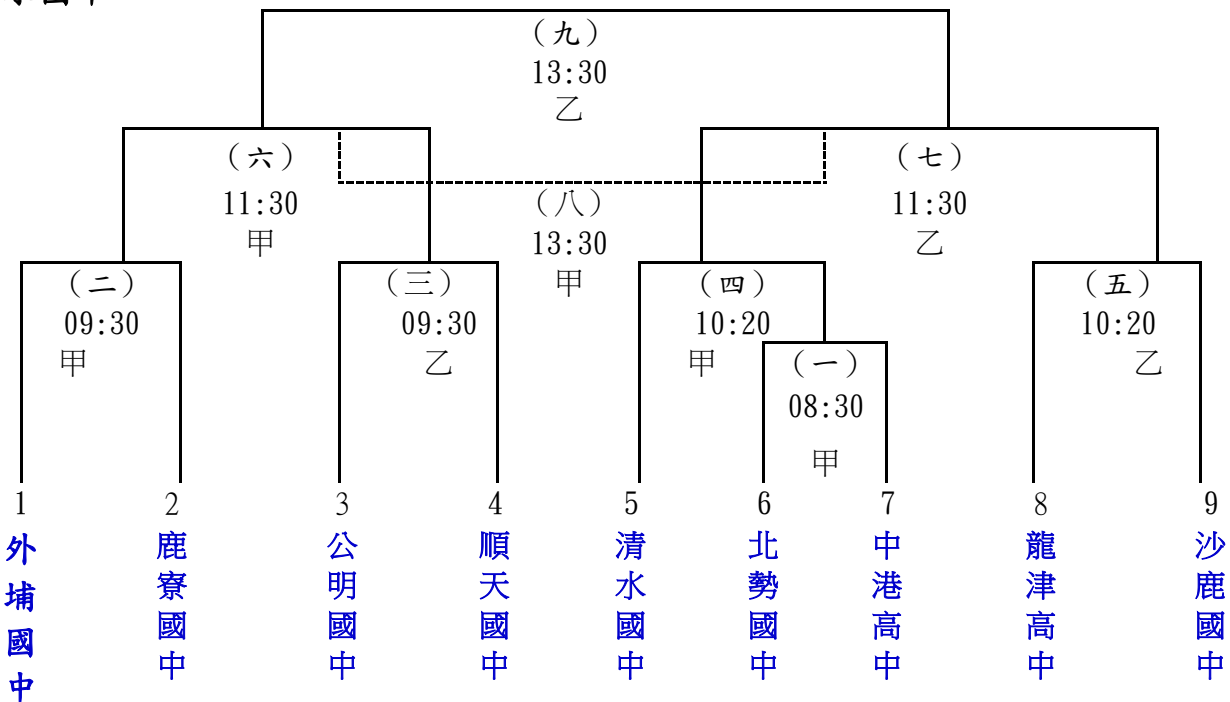 (九)
13:30
乙
(六)
11:30
甲
(七)
11:30
乙
(八)
13:30
甲
(二)
09:30
甲
(三)
09:30
乙
(四)
10:20
甲
(五)
10:20
乙
(一)
08:30
甲
1 2 3 4 5 6 7 8 9
外埔國中
鹿寮國中
公明國中
順天國中
清水國中
北勢國中
中港高中
龍津高中
沙鹿國中